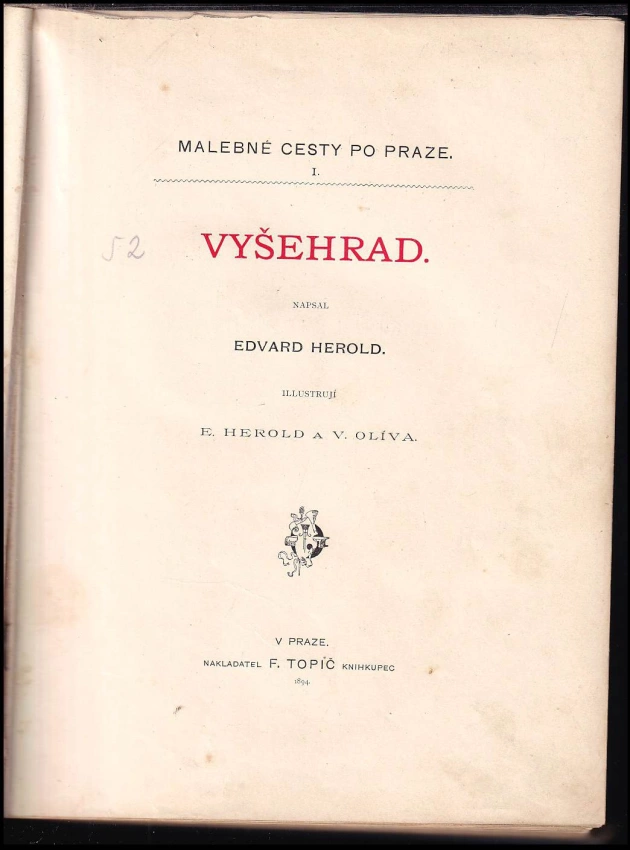 MALEBNÉ CESTY PO PRAZE.
I.
VYŠEHRAD.
52
NAPSAL
EDVARD HEROLD.
ILLUSTRUJÍ
E. HEROLD A V. OLÍVA.
V PRAZE.
NAKLADATEL F. TOPIČ KNIHKUPEC
1894.